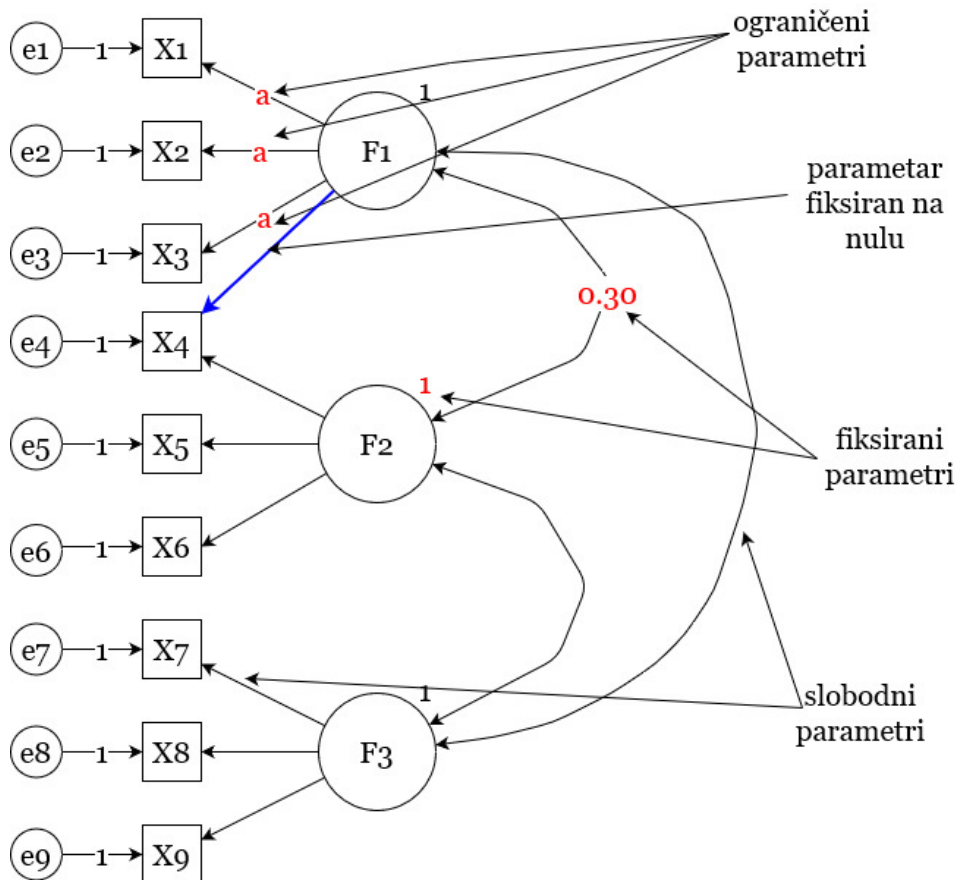 e1 1 X1
ograničeni
parametri
a
1
e2 1 X2 a F1
parametar
fiksiran na
nulu
a
e3 1 X3
0.30
e4 1 X4
1
e5 1 X5 F2
fiksirani
parametri
e6 1 X6
e7 1 X7
1
slobodni
parametri
e8 1 X8 F3
e9 1 X9